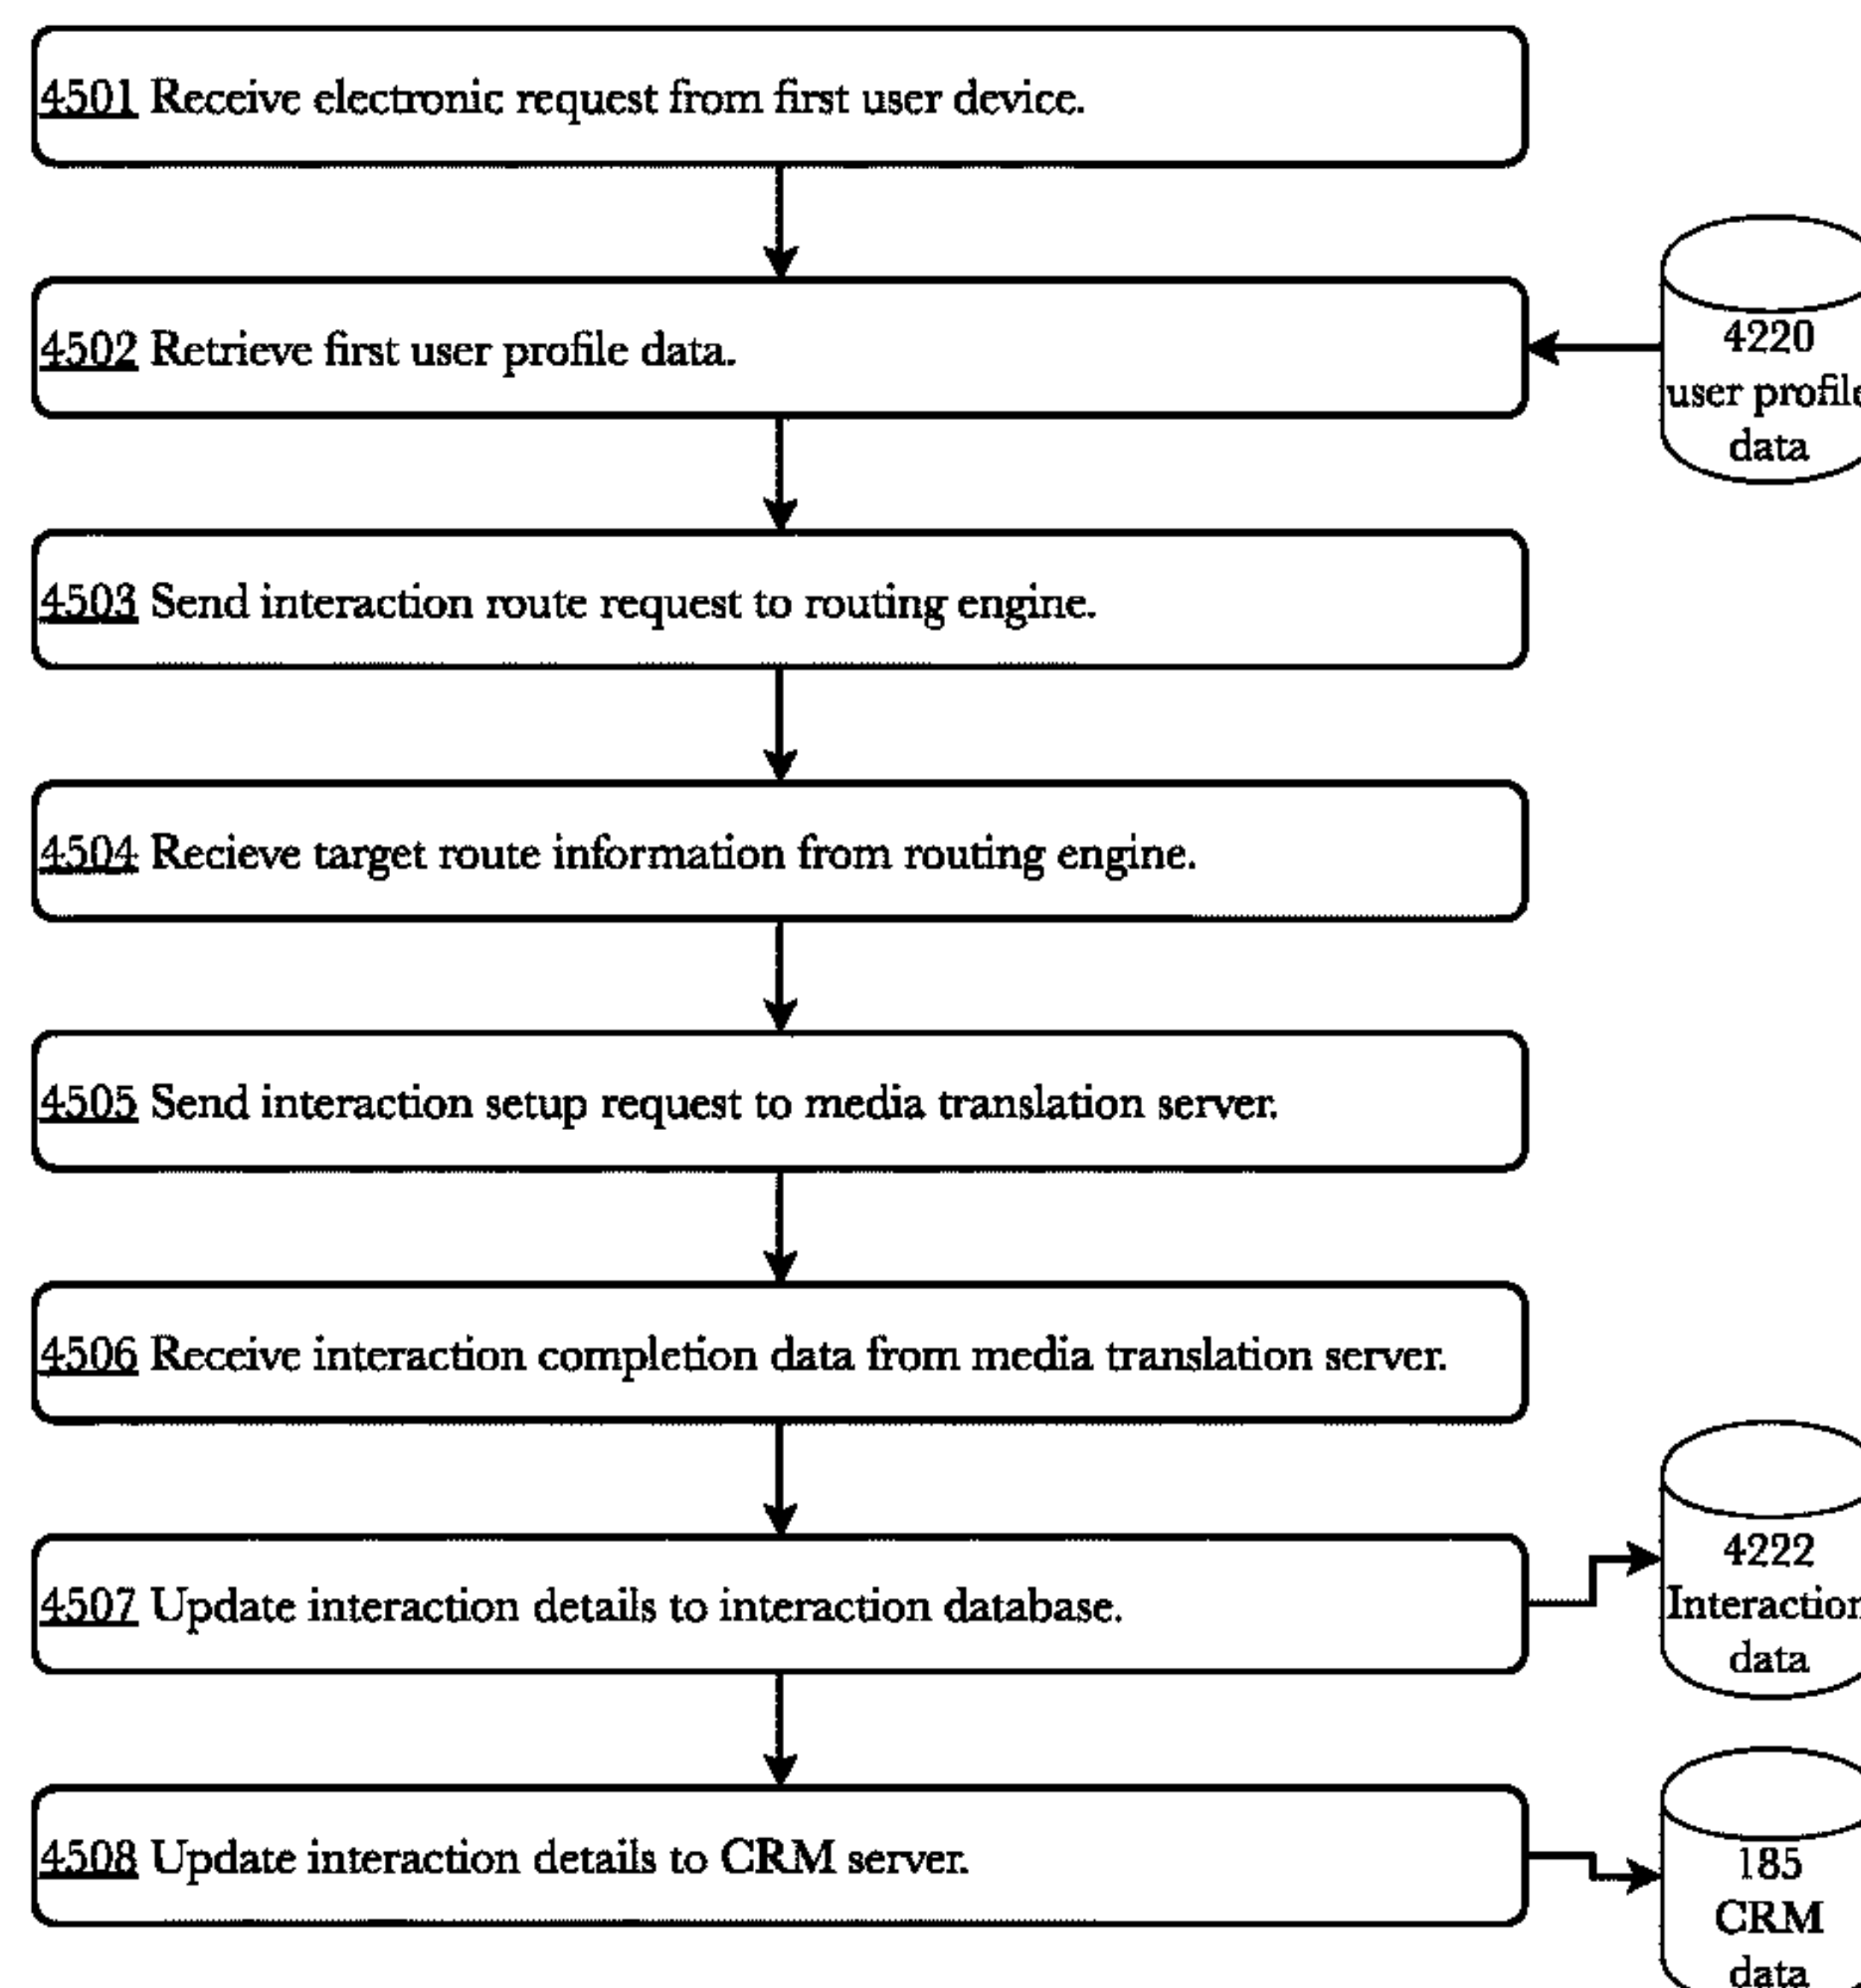 4501 Receive electronic request from first user device.
4502 Retrieve first user profile data.
4220
user profile
data
4503 Send interaction route request to routing engine.
4504 Recieve target route information from routing engine.
4505 Send interaction setup request to media translation server.
4506 Receive interaction completion data from media translation server.
4507 Update interaction details to interaction database.
4222
Interaction
data
4508 Update interaction details to CRM server.
185
CRM
data